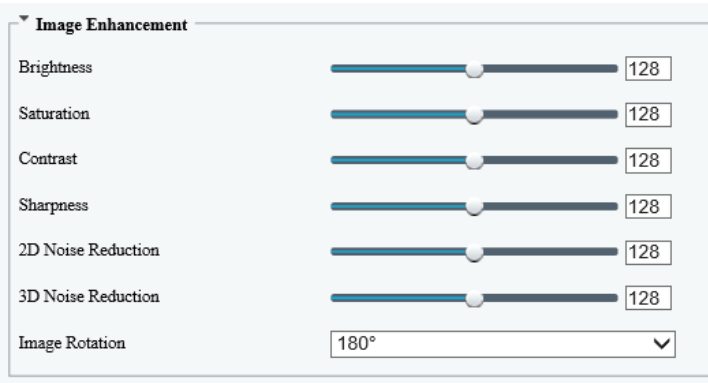 Image Enhancement
Brightness 128
Saturation 128
Contrast 128
Sharpness 128
2D Noise Reduction 128
3D Noise Reduction 128
Image Rotation 180°